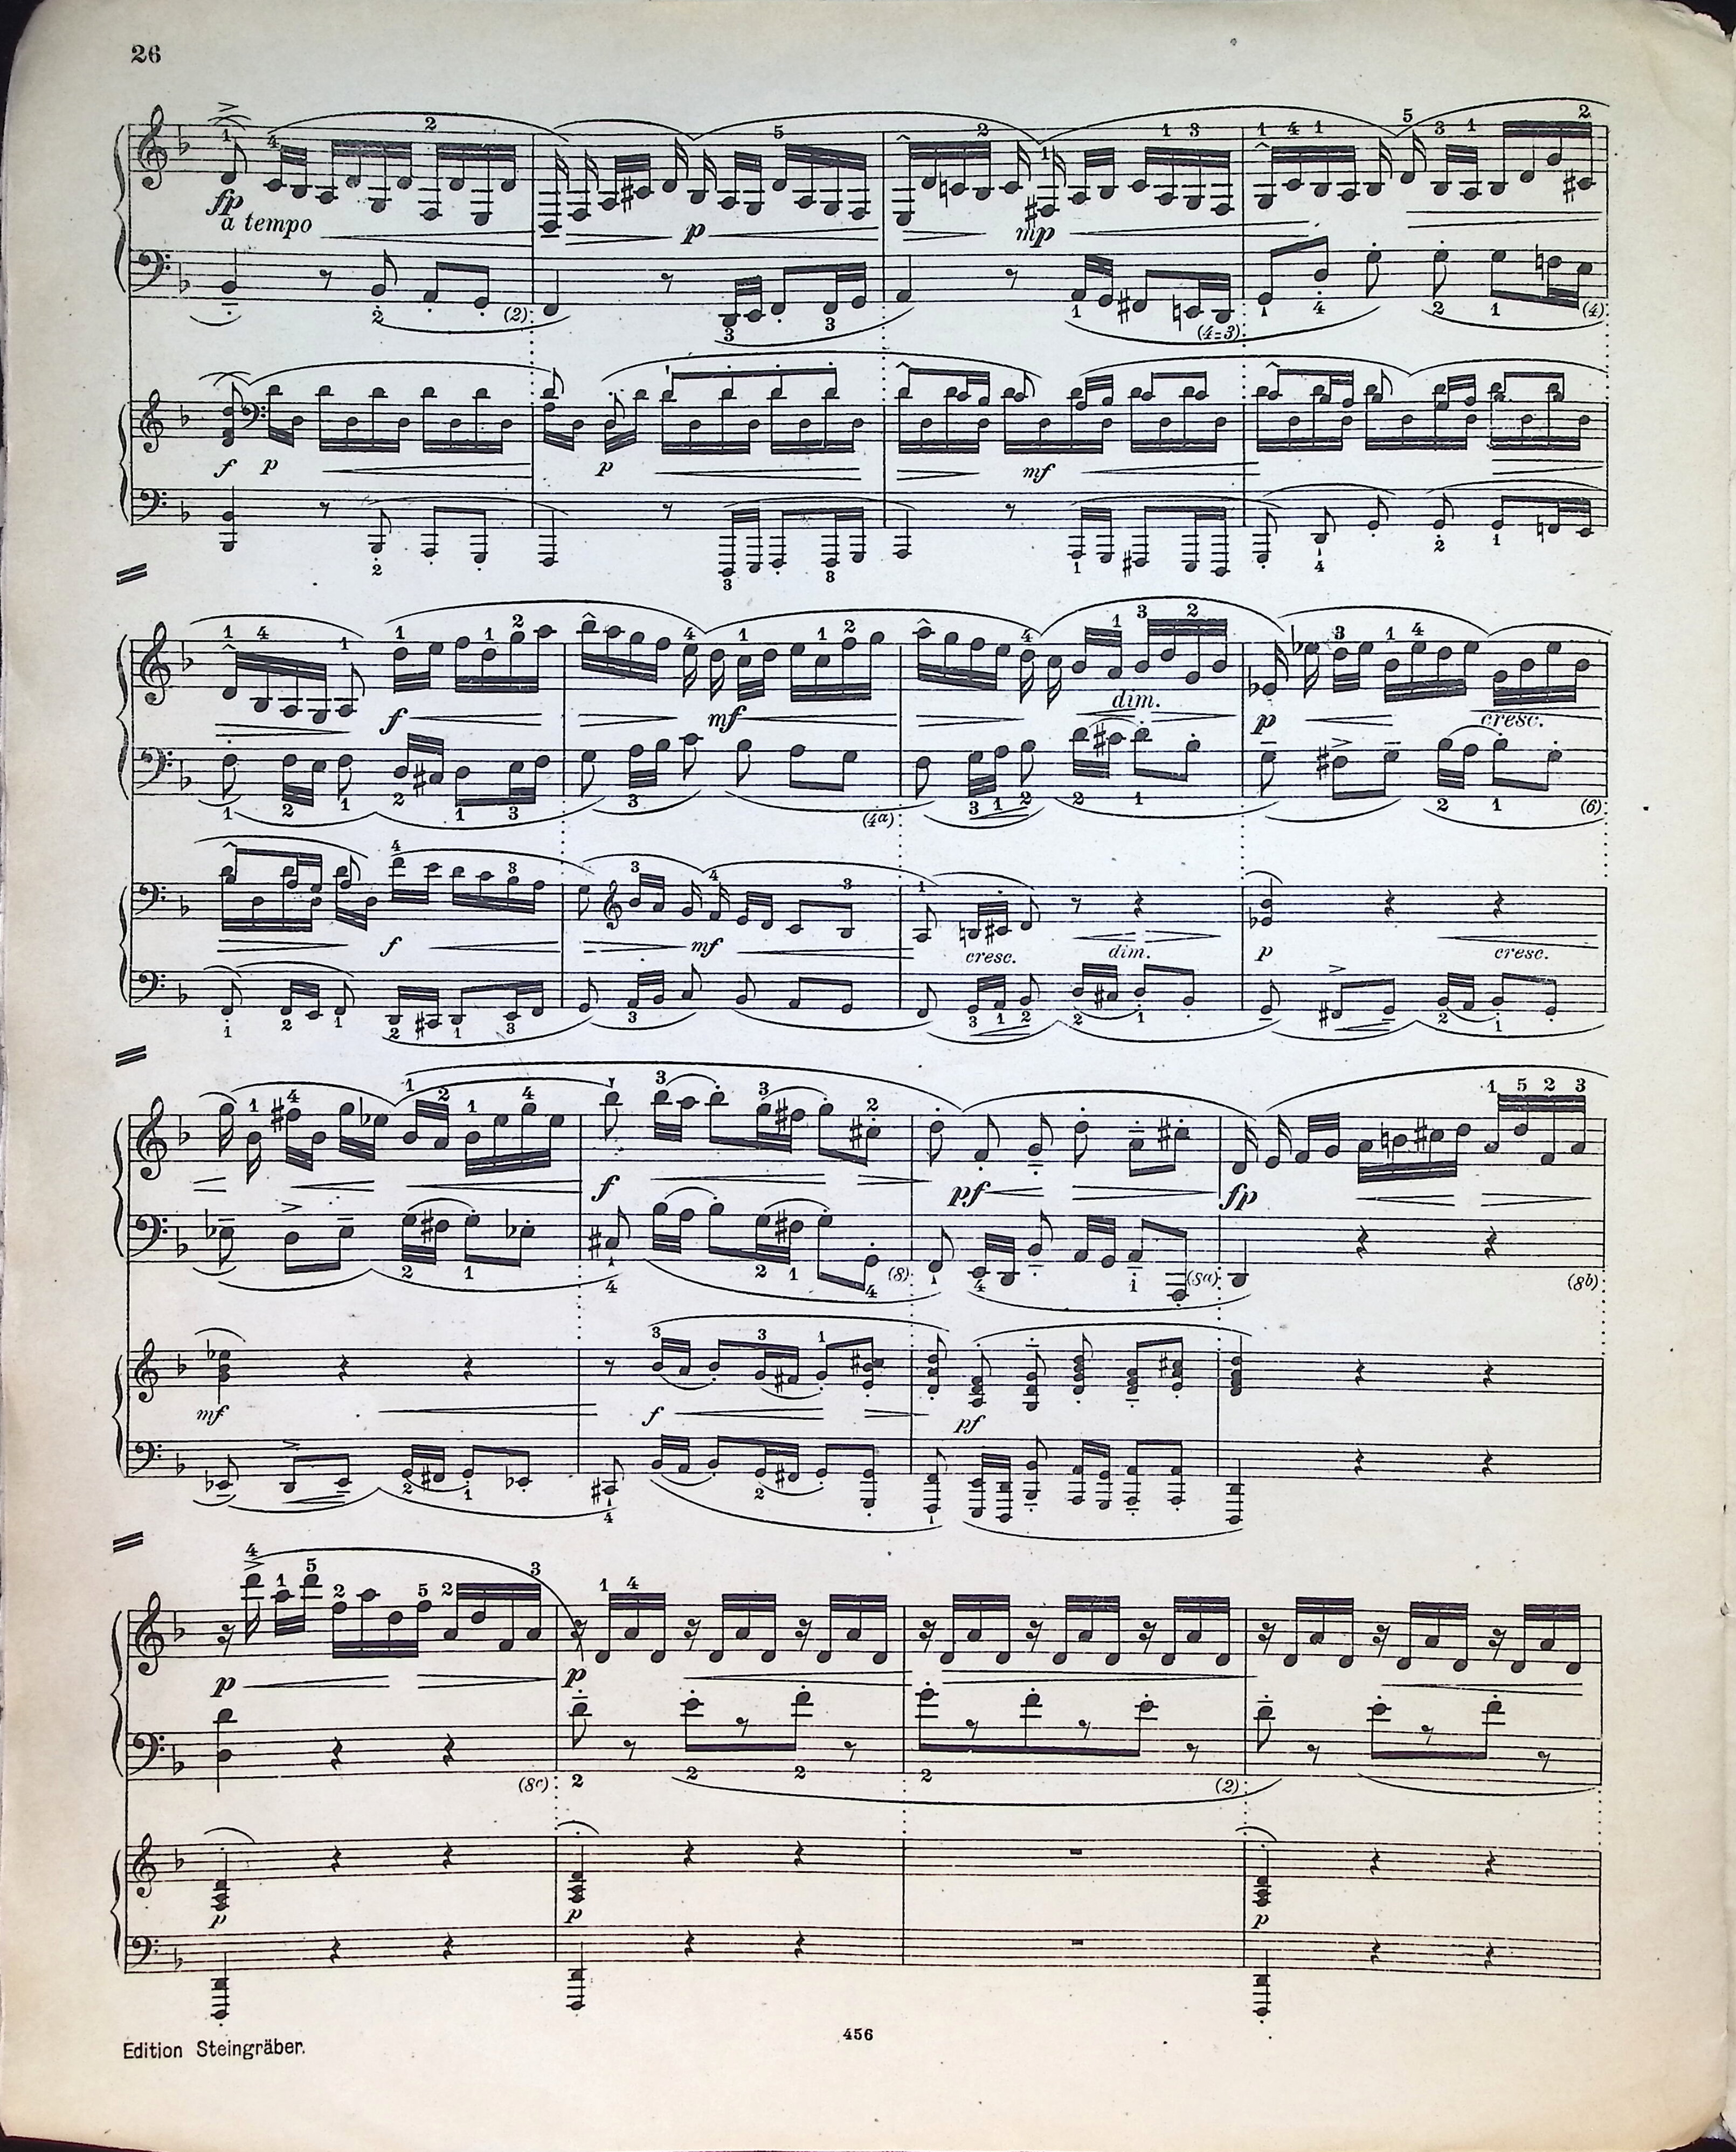 26
fp p mp
a tempo
(2) (4=3) (4)
f p p mf
dim.
f mf p cresc.
(4a) (6)
f mf cresc. dim. p cresc.
f pf fp
(8) (8a) (8b)
mf f pf
p p
(8c) (2)
p p p
456
Edition Steingräber.